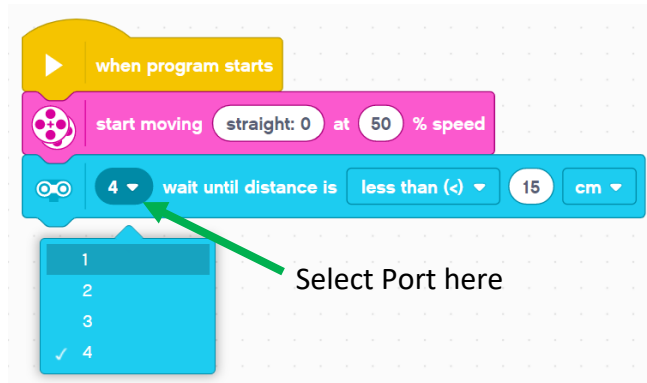 when program starts
start moving straight: 0 at 50 % speed
4 wait until distance is less than (<) 15 cm
1
2
3
4
Select Port here